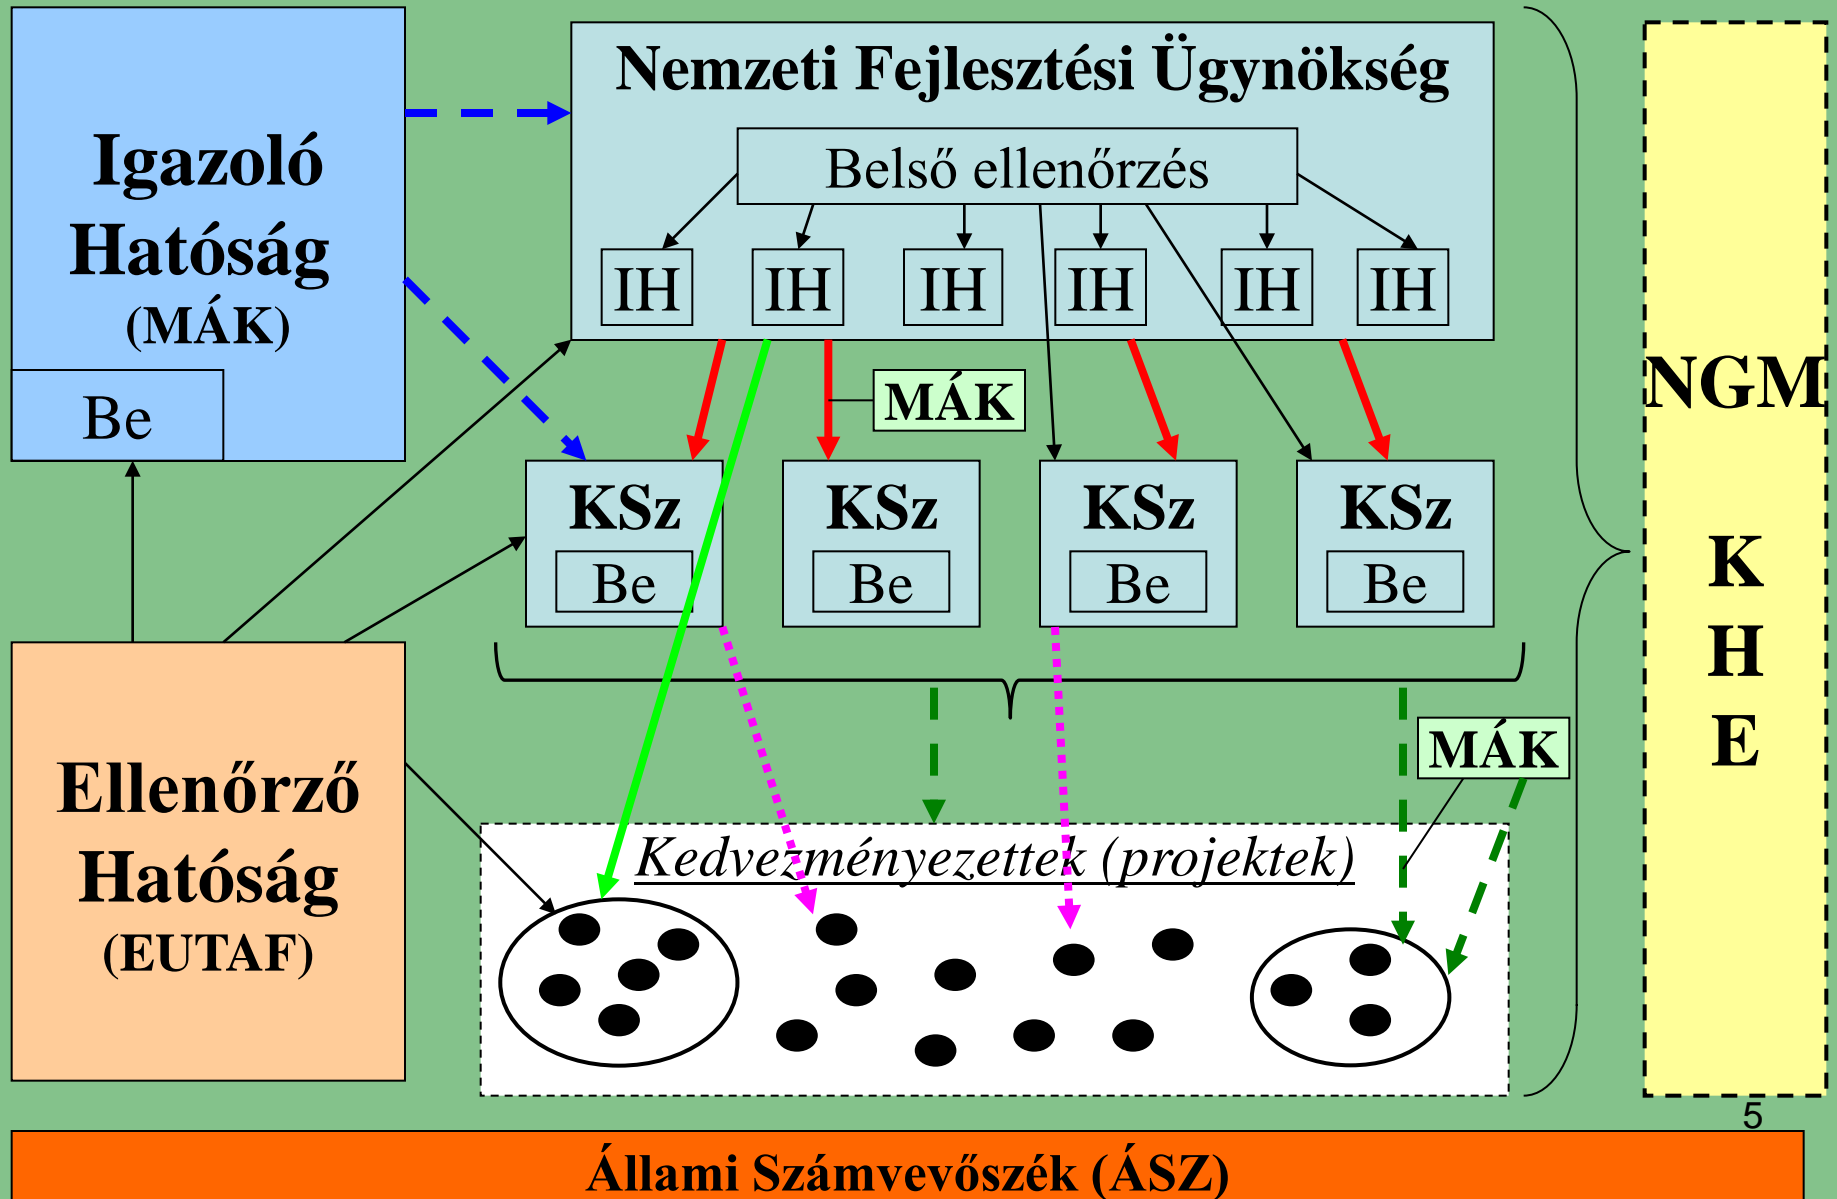 Igazoló
Hatóság
(MÁK)
Be
Nemzeti Fejlesztési Ügynökség
Belső ellenőrzés
IH
IH
IH
IH
IH
IH
MÁK
KSz
Be
KSz
Be
KSz
Be
KSz
Be
Ellenőrző
Hatóság
(EUTAF)
MÁK
Kedvezményezettek (projektek)
NGM
K
H
E
5
Állami Számvevőszék (ÁSZ)